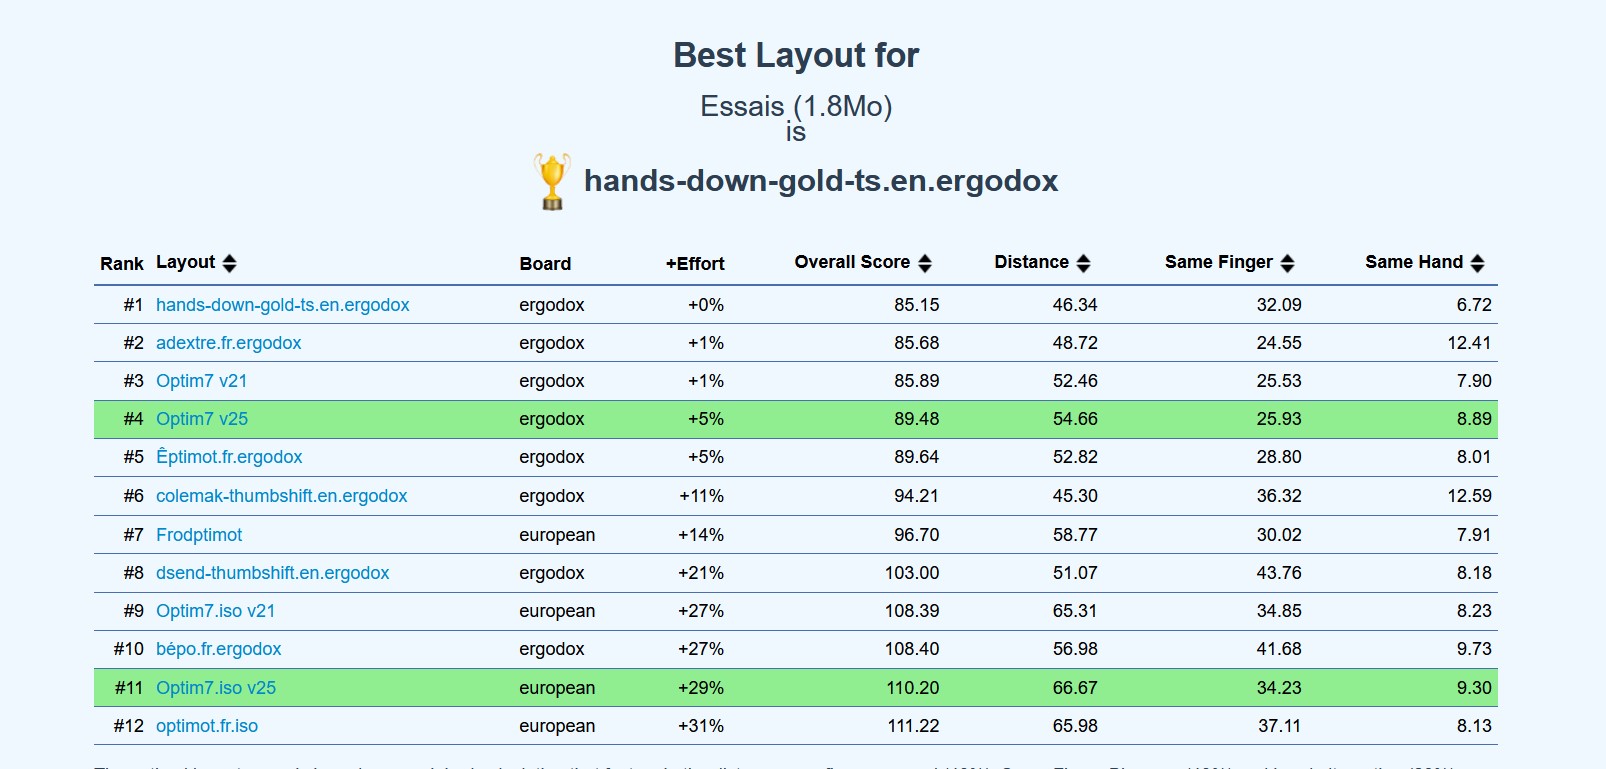 Best Layout for
Essais (1.8Mo)
is
hands-down-gold-ts.en.ergodox
Rank Layout Board +Effort Overall Score Distance Same Finger Same Hand
#1 hands-down-gold-ts.en.ergodox ergodox +0% 85.15 46.34 32.09 6.72
#2 adextre.fr.ergodox ergodox +1% 85.68 48.72 24.55 12.41
#3 Optim7 v21 ergodox +1% 85.89 52.46 25.53 7.90
#4 Optim7 v25 ergodox +5% 89.48 54.66 25.93 8.89
#5 Êptimot.fr.ergodox ergodox +5% 89.64 52.82 28.80 8.01
#6 colemak-thumbshift.en.ergodox ergodox +11% 94.21 45.30 36.32 12.59
#7 Frodptimot european +14% 96.70 58.77 30.02 7.91
#8 dsend-thumbshift.en.ergodox ergodox +21% 103.00 51.07 43.76 8.18
#9 Optim7.iso v21 european +27% 108.39 65.31 34.85 8.23
#10 bépo.fr.ergodox ergodox +27% 108.40 56.98 41.68 9.73
#11 Optim7.iso v25 european +29% 110.20 66.67 34.23 9.30
#12 optimot.fr.iso european +31% 111.22 65.98 37.11 8.13